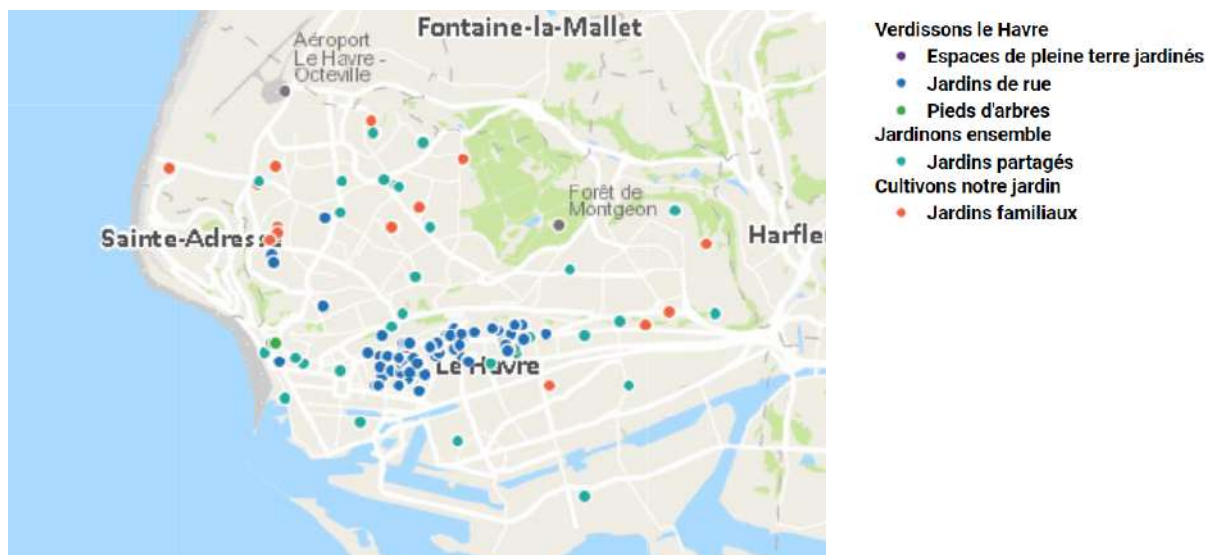 Fontaine-la-Mallet
Aéroport
Le Havre -
Octeville
Forêt de
Montgeon
Sainte-Adresse
Harfleu
Le Havre
Verdissons le Havre
Espaces de pleine terre jardinés
Jardins de rue
Pieds d'arbres
Jardinons ensemble
Jardins partagés
Cultivons notre jardin
Jardins familiaux